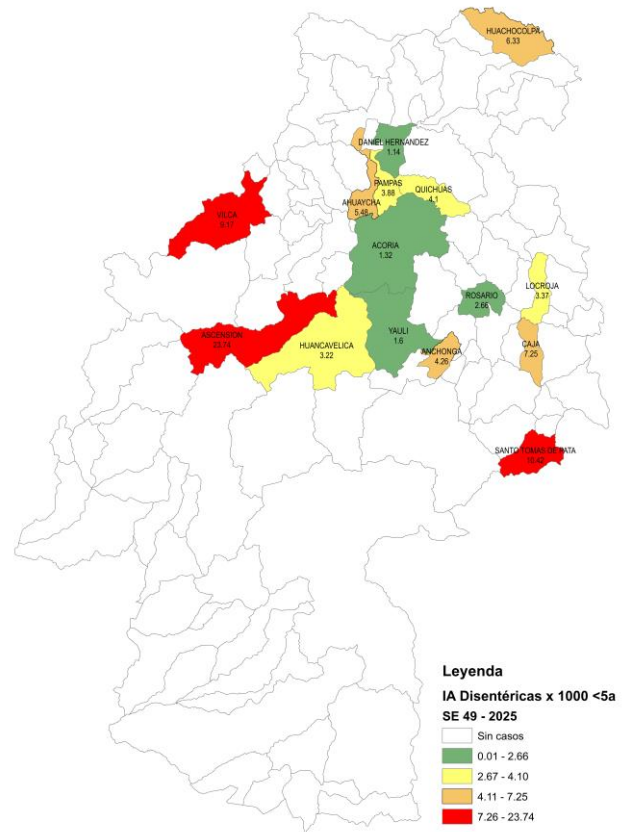 HUACHOCOLPA
6.33
DANIEL HERNANDEZ
1.14
PAMPAS
3.88
QUICHUAS
4.1
AHUAYCHA
5.46
VILCA
9.17
ACORIA
1.32
LOCROJA
3.37
ROSARIO
2.66
ASCENSION
23.74
YAULI
1.6
HUANCAVELICA
3.22
ANCHONGA
4.26
CAJA
7.25
SANTO TOMAS DE PATA
10.42
Leyenda
IA Disentéricas x 1000 <5a
SE 49 - 2025
Sin casos
0.01 - 2.66
2.67 - 4.10
4.11 - 7.25
7.26 - 23.74